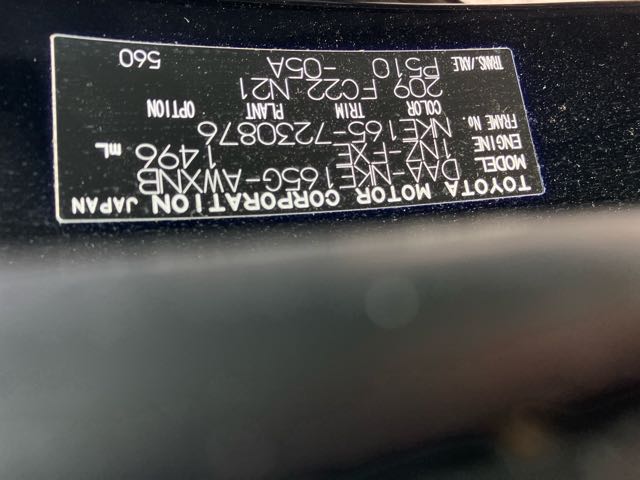 TOYOTA MOTOR CORPORATION JAPAN
MODEL DAA-NKE165G-AWXNB
ENGINE 1NZ-FXE 1496 mL
FRAME No. NKE165-7230876
COLOR TRIM PLANT OPTION
209 FC22 N21
TRANS./AXLE P510 -05A 560